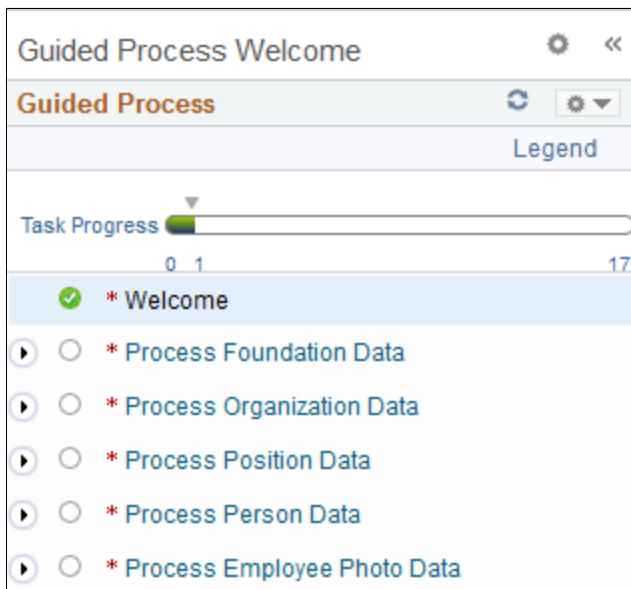 Guided Process Welcome
Guided Process
Legend
Task Progress
0 1 17
* Welcome
* Process Foundation Data
* Process Organization Data
* Process Position Data
* Process Person Data
* Process Employee Photo Data